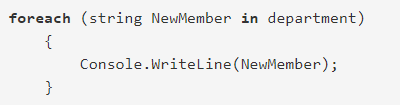 foreach (string NewMember in department)
    {
        Console.WriteLine(NewMember);
    }